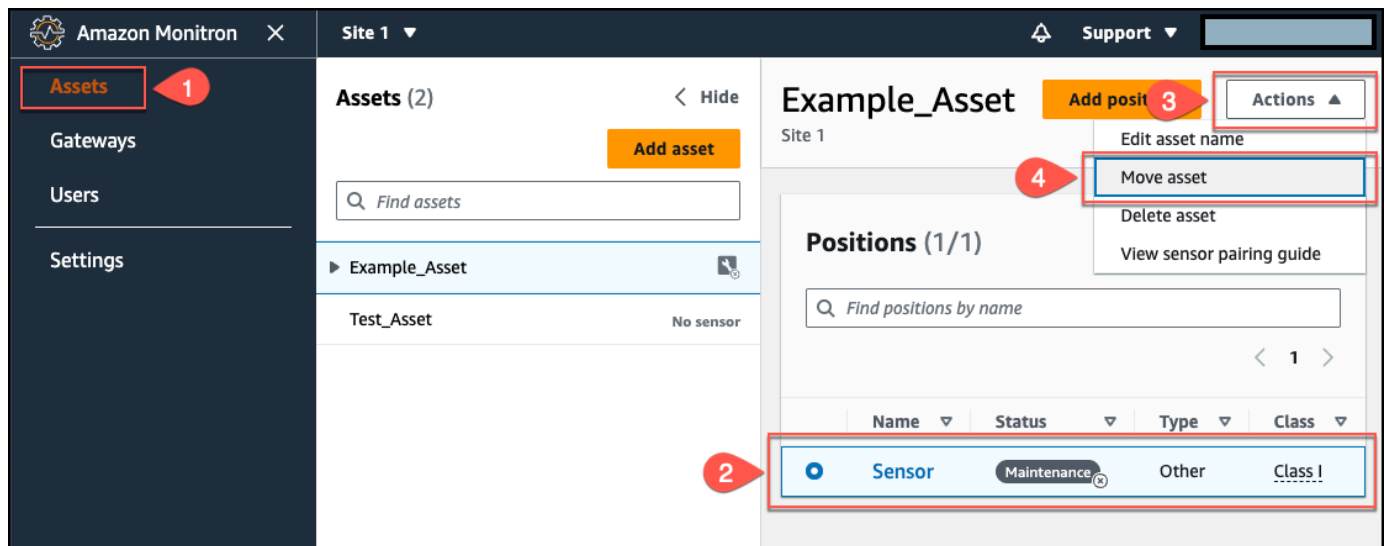 Amazon Monitron
Site 1
Support
Assets
1
Gateways
Users
Settings
Assets (2)
Hide
Add asset
Find assets
Example_Asset
Test_Asset
No sensor
Example_Asset
Site 1
Add posit
3
Actions
Edit asset name
4
Move asset
Delete asset
View sensor pairing guide
Positions (1/1)
Find positions by name
1
Name Status Type Class
2
Sensor Maintenance Other Class I